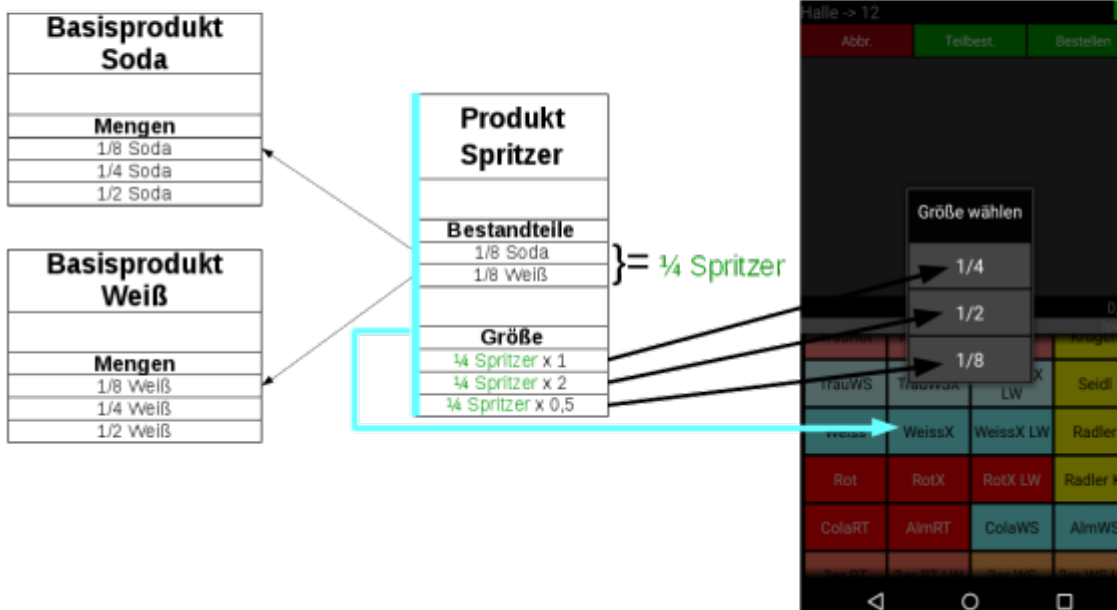 Basisprodukt
Soda
Mengen
1/8 Soda
1/4 Soda
1/2 Soda
Basisprodukt
Weiß
Mengen
1/8 Weiß
1/4 Weiß
1/2 Weiß
Produkt
Spritzer
Bestandteile
1/8 Soda
1/8 Weiß
}= ¼ Spritzer
Größe
¼ Spritzer x 1
¼ Spritzer x 2
¼ Spritzer x 0,5
Halle -> 12
Abbr. Teilbest. Bestellen
Größe wählen
1/4
1/2
1/8
TrauWS TrauWSX X LW Seidl
Weiss WeissX WeissX LW Radler
Rot RotX RotX LW Radler
ColaRT AlmRT ColaWS AlmWS